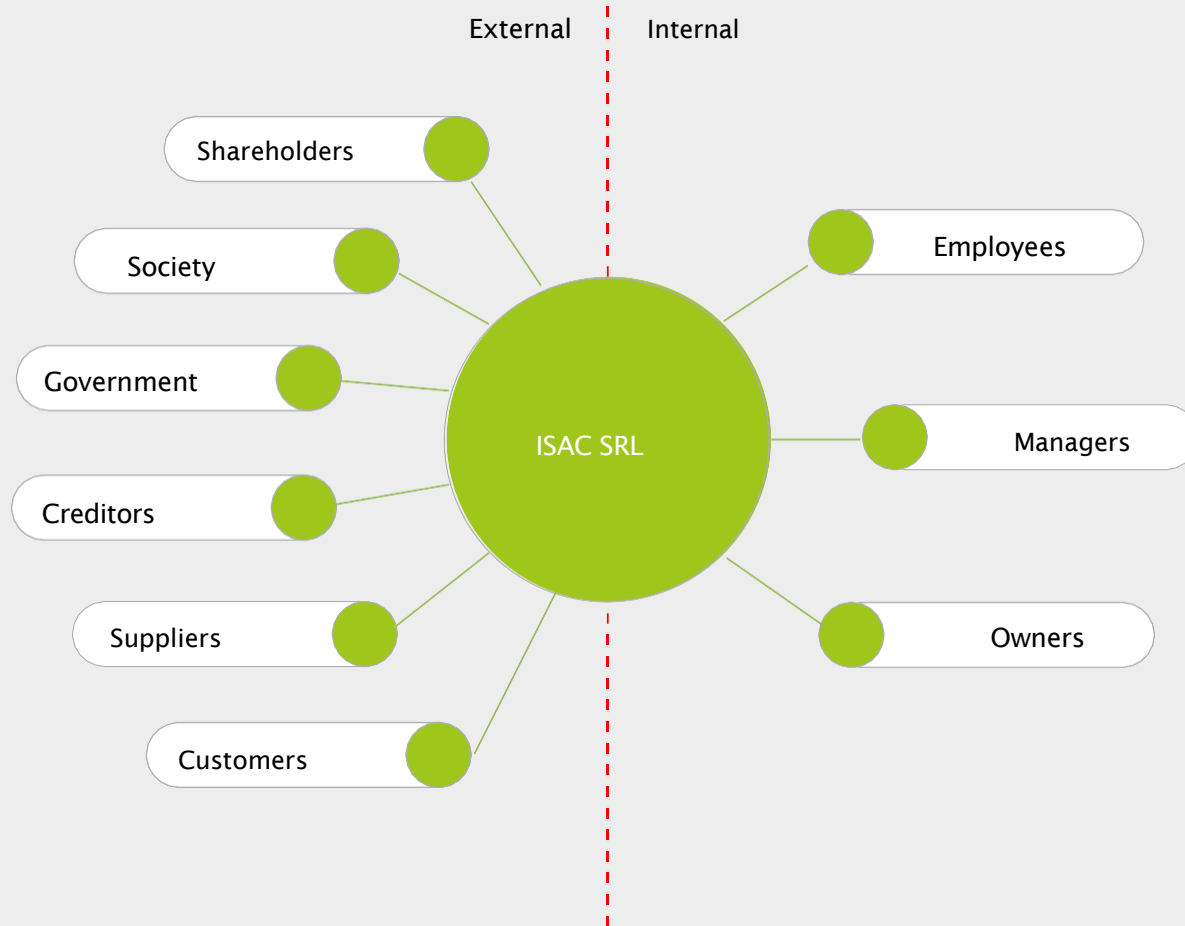 External
Internal
Shareholders
Society
Government
Creditors
Suppliers
Customers
ISAC SRL
Employees
Managers
Owners